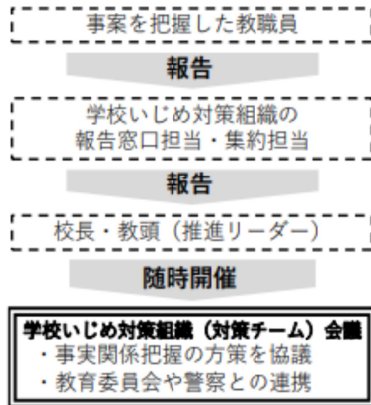 事案を把握した教職員
報告
学校いじめ対策組織の
報告窓口担当・集約担当
報告
校長・教頭（推進リーダー）
随時開催
学校いじめ対策組織（対策チーム）会議
・事実関係把握の方策を協議
・教育委員会や警察との連携